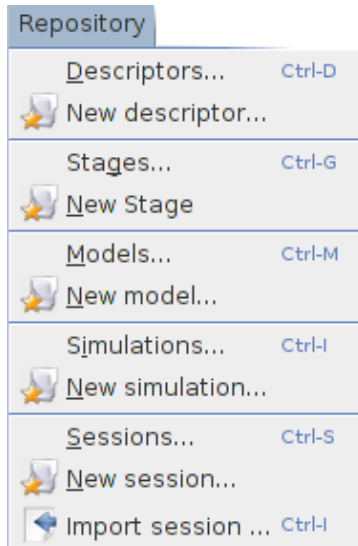 Repository
Descriptors... Ctrl-D
New descriptor...
Stages... Ctrl-G
New Stage
Models... Ctrl-M
New model...
Simulations... Ctrl-I
New simulation...
Sessions... Ctrl-S
New session...
Import session ... Ctrl-I